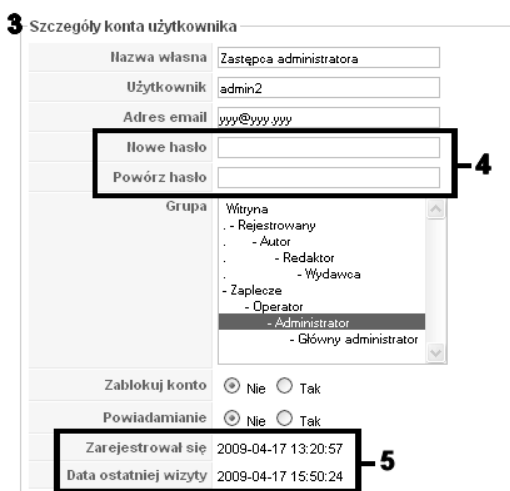 3 Szczegóły konta użytkownika
Nazwa własna Zastępca administratora
Użytkownik admin2
Adres email yyy@yyy.yyy
Nowe hasło
4
Powórz hasło
Grupa Witryna
. - Rejestrowany
. - Autor
. - Redaktor
. - Wydawca
- Zaplecze
- Operator
- Administrator
- Główny administrator
Zablokuj konto Nie Tak
Powiadamianie Nie Tak
Zarejestrował się 2009-04-17 13:20:57
5
Data ostatniej wizyty 2009-04-17 15:50:24